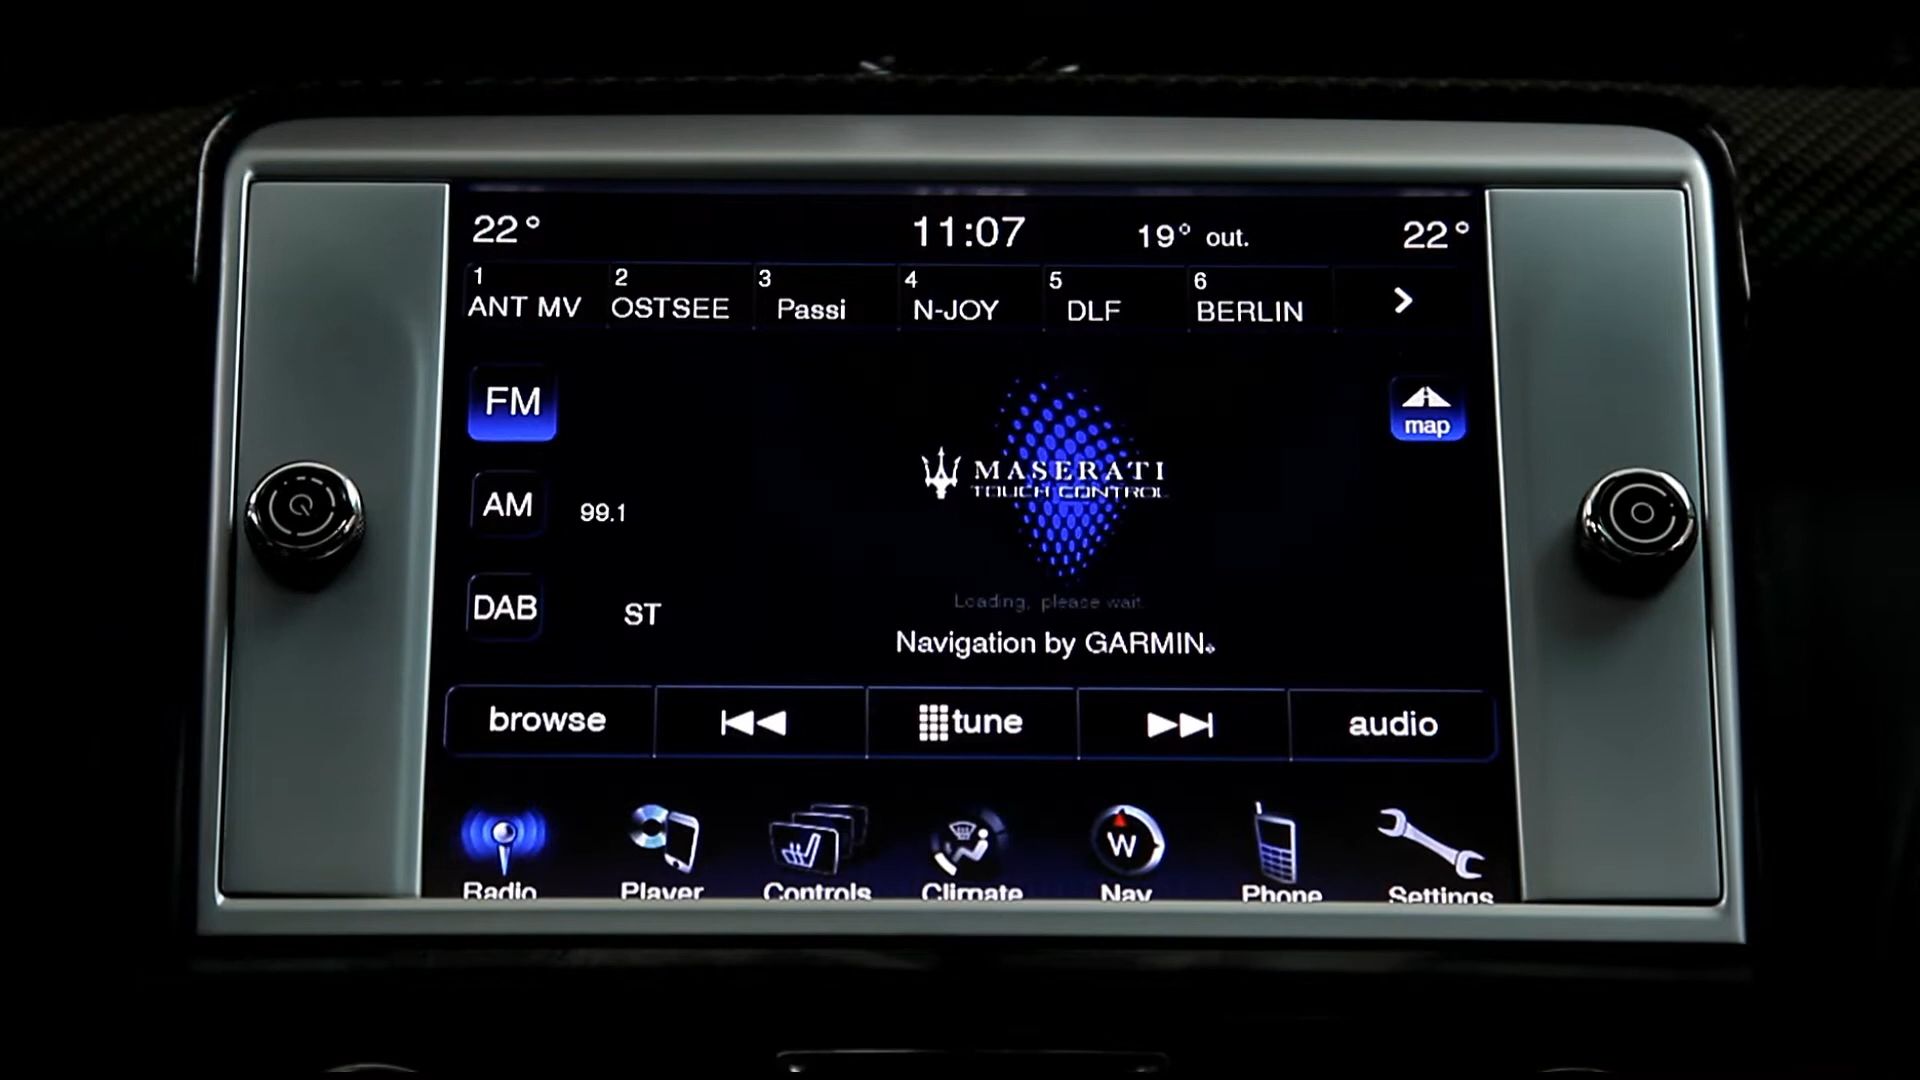 22° 11:07 19° out. 22°
1 2 3 4 5 6
ANT MV OSTSEE Passi N-JOY DLF BERLIN
FM
map
MASERATI
TOUCH CONTROL
AM 99.1
Loading, please wait.
DAB ST
Navigation by GARMIN
browse tune audio
W
Radio Player Controls Climate Nav Phone Settings